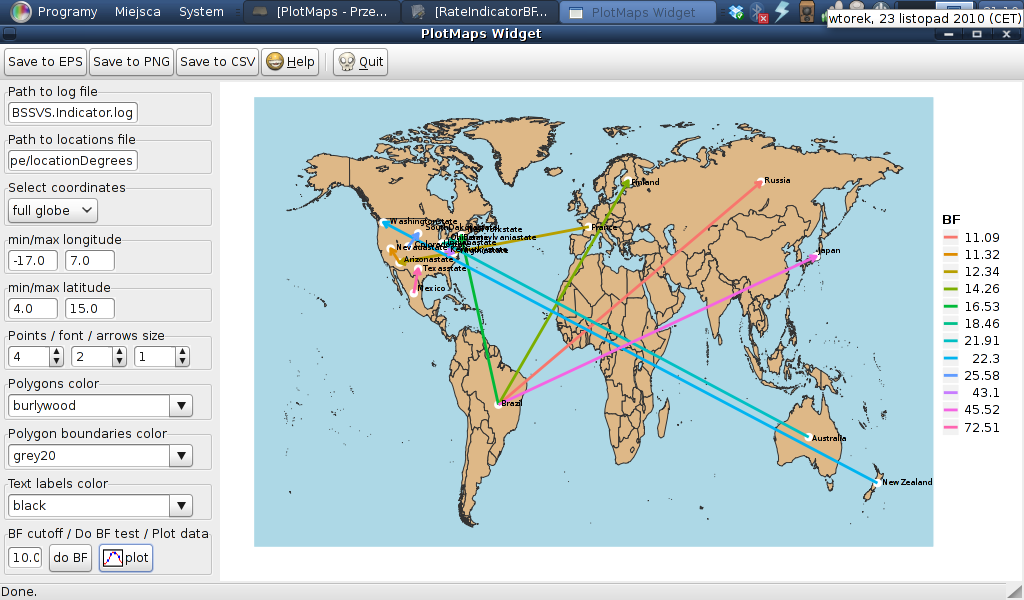 Programy Miejsca System [PlotMaps - Prze... [RateIndicatorBF... PlotMaps Widget
wtorek, 23 listopad 2010 (CET)
PlotMaps Widget
Save to EPS Save to PNG Save to CSV Help Quit
Path to log file
BSSVS.Indicator.log
Path to locations file
pe/locationDegrees
Select coordinates
full globe
min/max longitude
-17.0 7.0
min/max latitude
4.0 15.0
Points / font / arrows size
4 2 1
Polygons color
burlywood
Polygon boundaries color
grey20
Text labels color
black
BF cutoff / Do BF test / Plot data
10.0 do BF plot
Done.
Finland
Russia
Washingtonstate
France
Japan
Arizonastate
Texasstate
Mexico
Brazil
Australia
New Zealand
BF
11.09
11.32
12.34
14.26
16.53
18.46
21.91
22.3
25.58
43.1
45.52
72.51